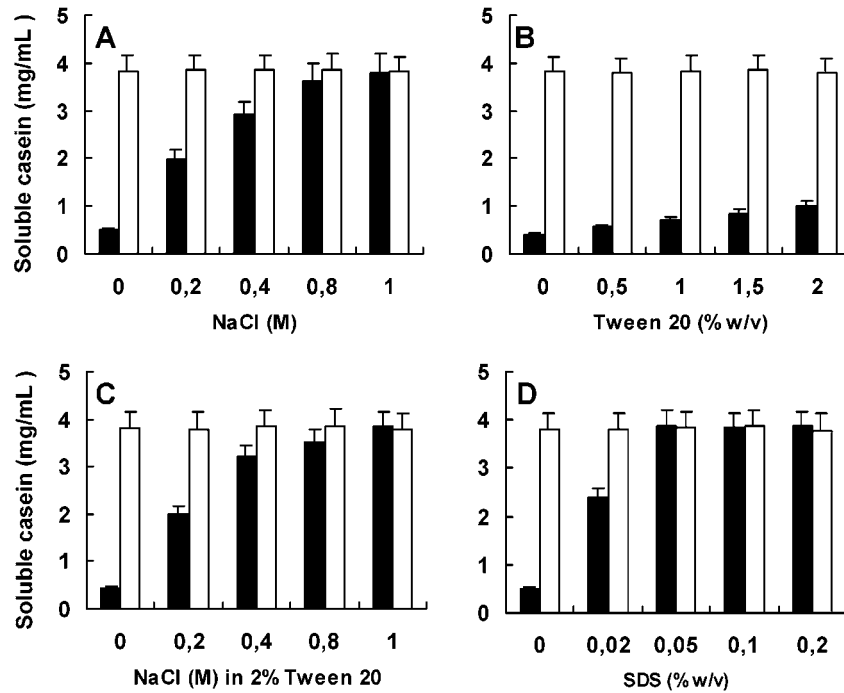 A
Soluble casein (mg/mL)
5
4
3
2
1
0
0 0,2 0,4 0,8 1
NaCl (M)
B
5
4
3
2
1
0
0 0,5 1 1,5 2
Tween 20 (% w/v)
C
Soluble casein (mg/mL)
5
4
3
2
1
0
0 0,2 0,4 0,8 1
NaCl (M) in 2% Tween 20
D
5
4
3
2
1
0
0 0,02 0,05 0,1 0,2
SDS (% w/v)